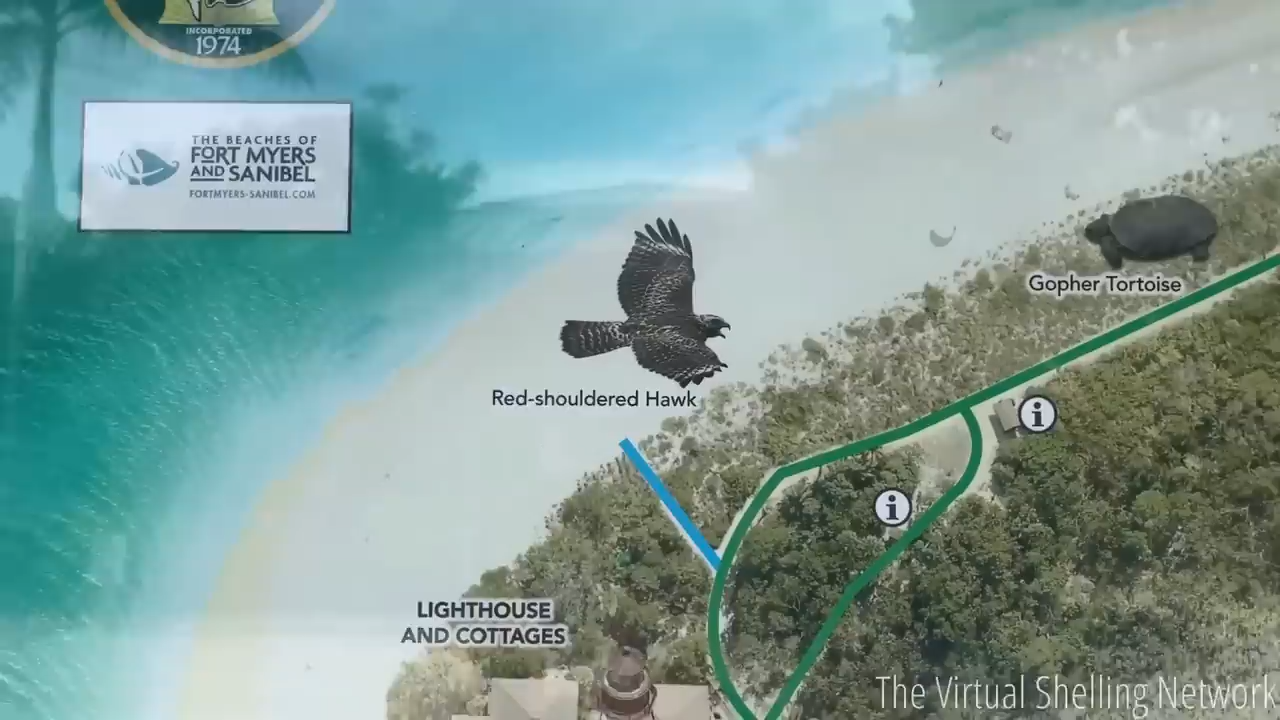 INCORPORATED
1974
THE BEACHES OF
FORT MYERS
AND SANIBEL
FORTMYERS-SANIBEL.COM
Gopher Tortoise
Red-shouldered Hawk
i
i
LIGHTHOUSE
AND COTTAGES
The Virtual Shelling Network